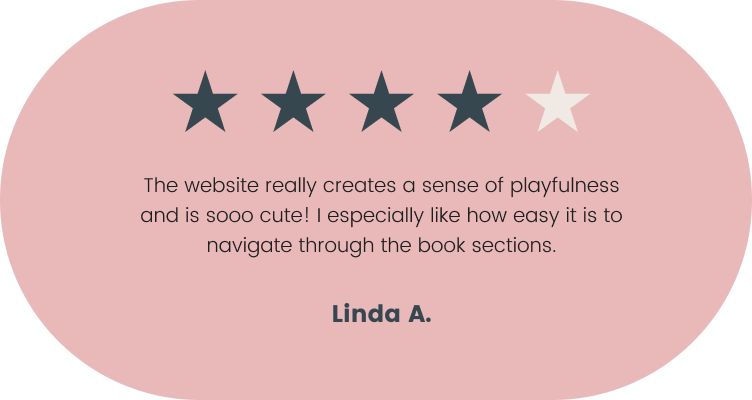 The website really creates a sense of playfulness
and is sooo cute! I especially like how easy it is to
navigate through the book sections.
Linda A.